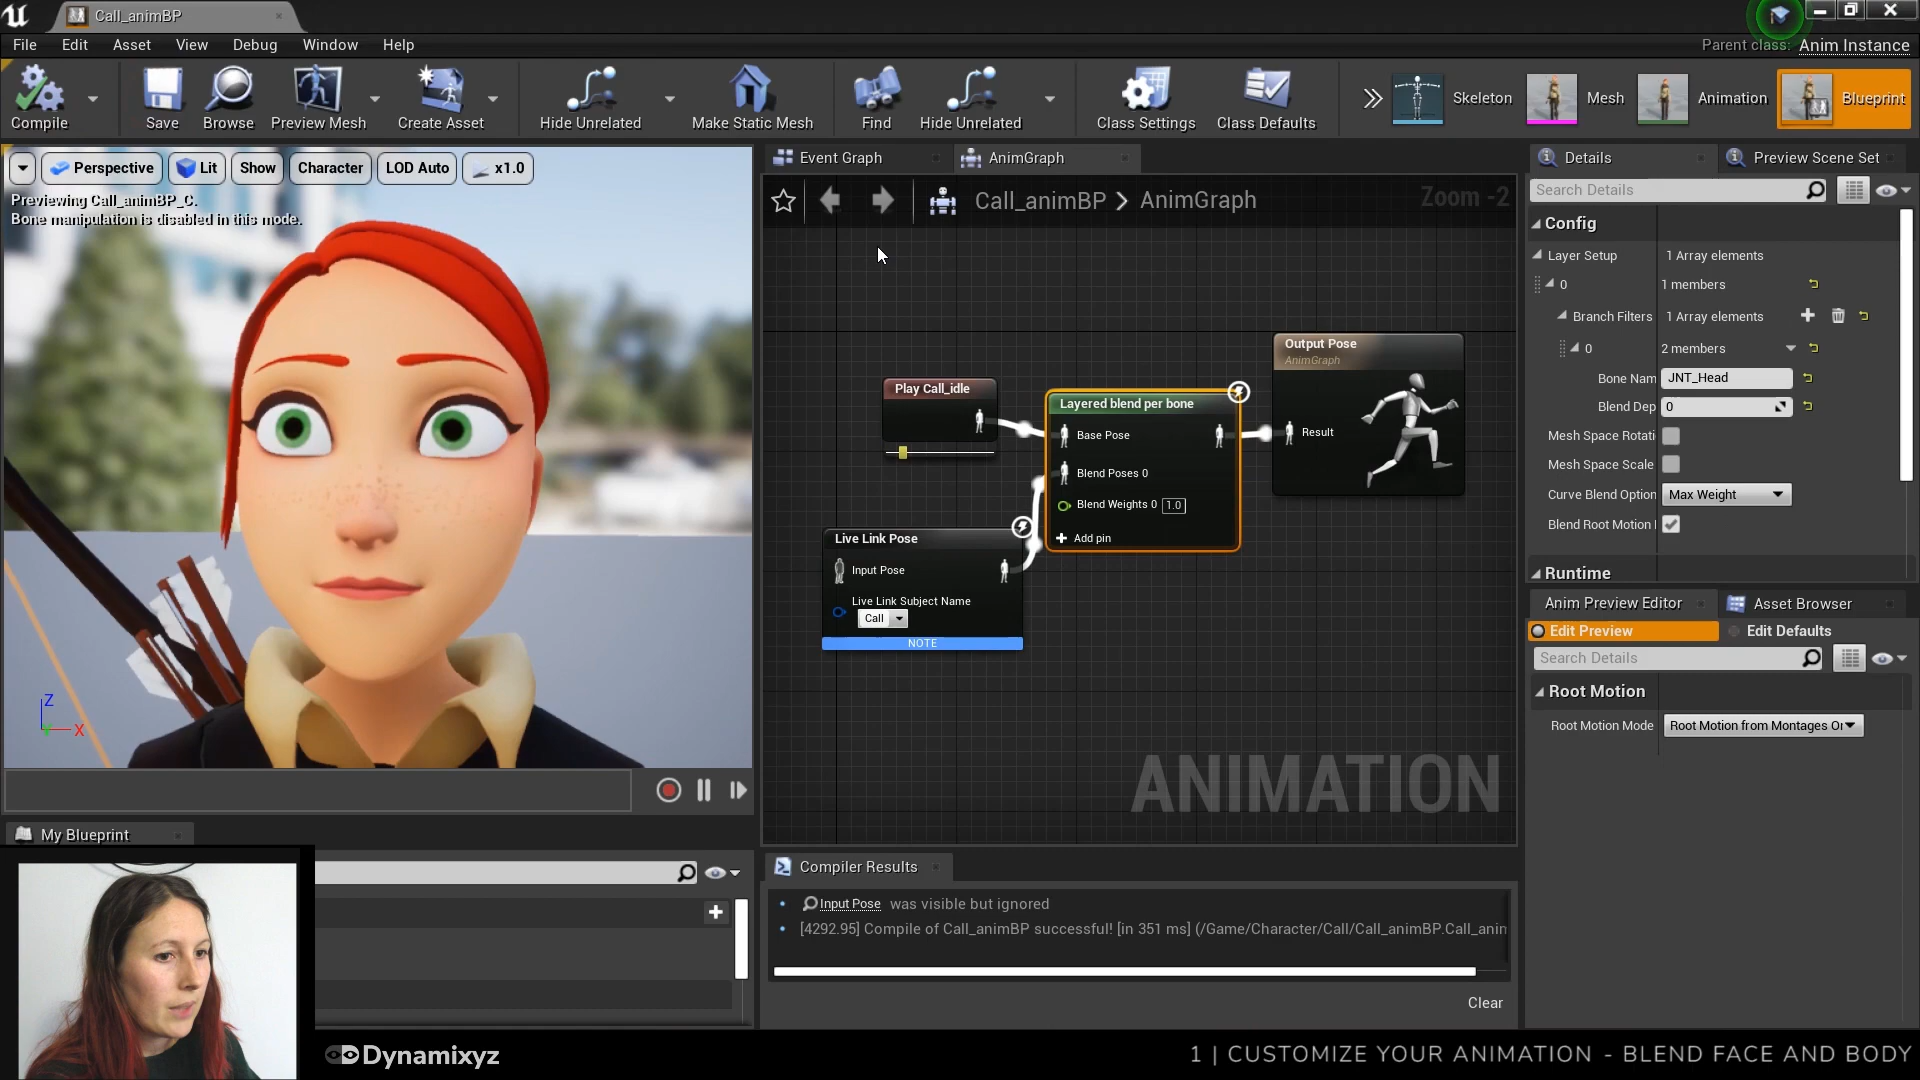 Call_animBP
File Edit Asset View Debug Window Help
Parent class: Anim Instance
Compile Save Browse Preview Mesh Create Asset Hide Unrelated Make Static Mesh Find Hide Unrelated Class Settings Class Defaults Skeleton Mesh Animation Blueprint
Perspective Lit Show Character LOD Auto x1.0
Previewing Call_animBP_C.
Bone manipulation is disabled in this mode.
Z
Y X
Event Graph AnimGraph
Call_animBP > AnimGraph Zoom -2
Play Call_idle
Layered blend per bone
Base Pose
Blend Poses 0
Blend Weights 0 1.0
Add pin
Output Pose
AnimGraph
Result
Live Link Pose
Input Pose
Live Link Subject Name
Call
NOTE
ANIMATION
Details Preview Scene Set
Search Details
Config
Layer Setup 1 Array elements
0 1 members
Branch Filters 1 Array elements
0 2 members
Bone Nam JNT_Head
Blend Dep 0
Mesh Space Rotati
Mesh Space Scale
Curve Blend Option Max Weight
Blend Root Motion
Runtime
Anim Preview Editor Asset Browser
Edit Preview Edit Defaults
Search Details
Root Motion
Root Motion Mode Root Motion from Montages
My Blueprint
Compiler Results
Input Pose was visible but ignored
[4292.95] Compile of Call_animBP successful! [in 351 ms] (/Game/Character/Call/Call_animBP.Call_anim
Clear
Dynamixyz
1 | CUSTOMIZE YOUR ANIMATION - BLEND FACE AND BODY